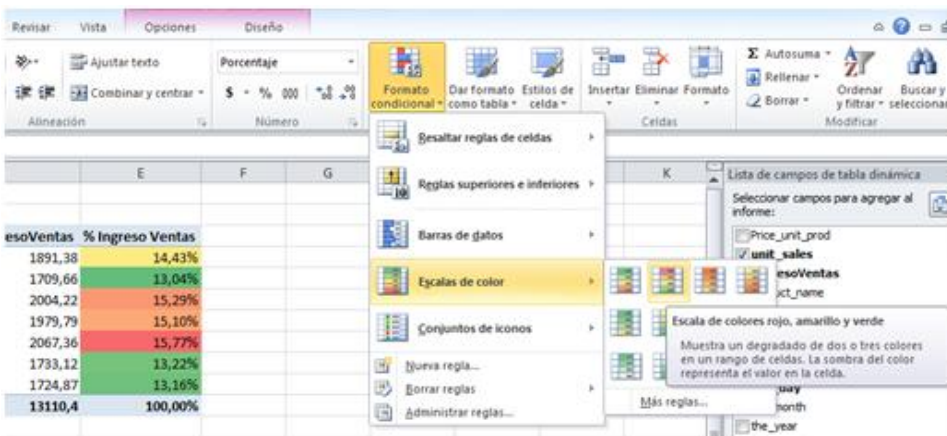 Revisar Vista Opciones Diseño
Ajustar texto Porcentaje Σ Autosuma
Combinar y centrar $ % 000 Rellenar
Formato condicional Dar formato como tabla Estilos de celda Insertar Eliminar Formato Borrar Ordenar y filtrar Buscar y seleccionar
Alineación Número Celdas Modificar
Resaltar reglas de celdas
Reglas superiores e inferiores
Barras de datos
Escalas de color
Conjuntos de iconos
Nueva regla...
Borrar reglas
Administrar reglas...
Más reglas...
Escala de colores rojo, amarillo y verde
Muestra un degradado de dos o tres colores
en un rango de celdas. La sombra del color
representa el valor en la celda.
E F G K
esoVentas % Ingreso Ventas
1891,38 14,43%
1709,66 13,04%
2004,22 15,29%
1979,79 15,10%
2067,36 15,77%
1733,12 13,22%
1724,87 13,16%
13110,4 100,00%
Lista de campos de tabla dinámica
Seleccionar campos para agregar al
informe:
Price_unit_prod
unit_sales
esoVentas
uct_name
month
the_year